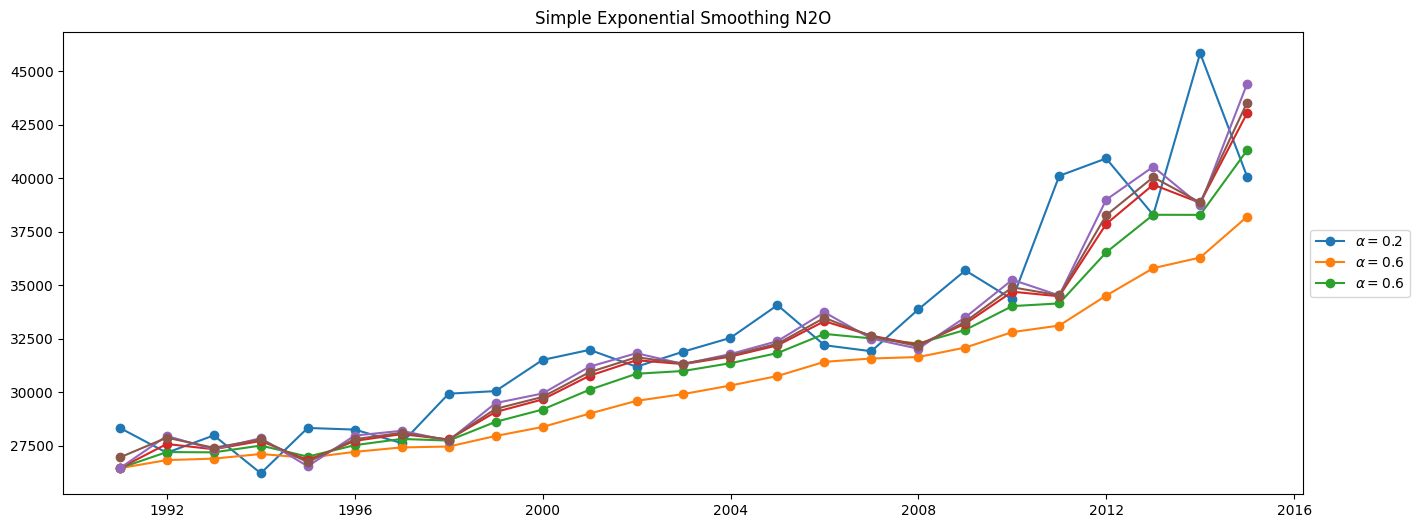 Simple Exponential Smoothing N2O
45000
42500
40000
37500
35000
32500
30000
27500
1992 1996 2000 2004 2008 2012 2016
α = 0.2
α = 0.6
α = 0.6